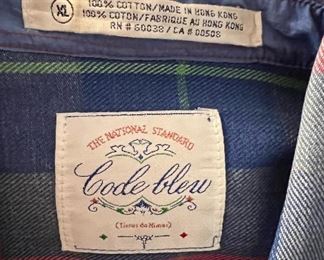 XL
100% COTTON/MADE IN HONG KONG
100% COTON/FABRIQUE AU HONG KONG
RN # 60038 / CA # 00508
THE NATIONAL STANDARD
Code bleu